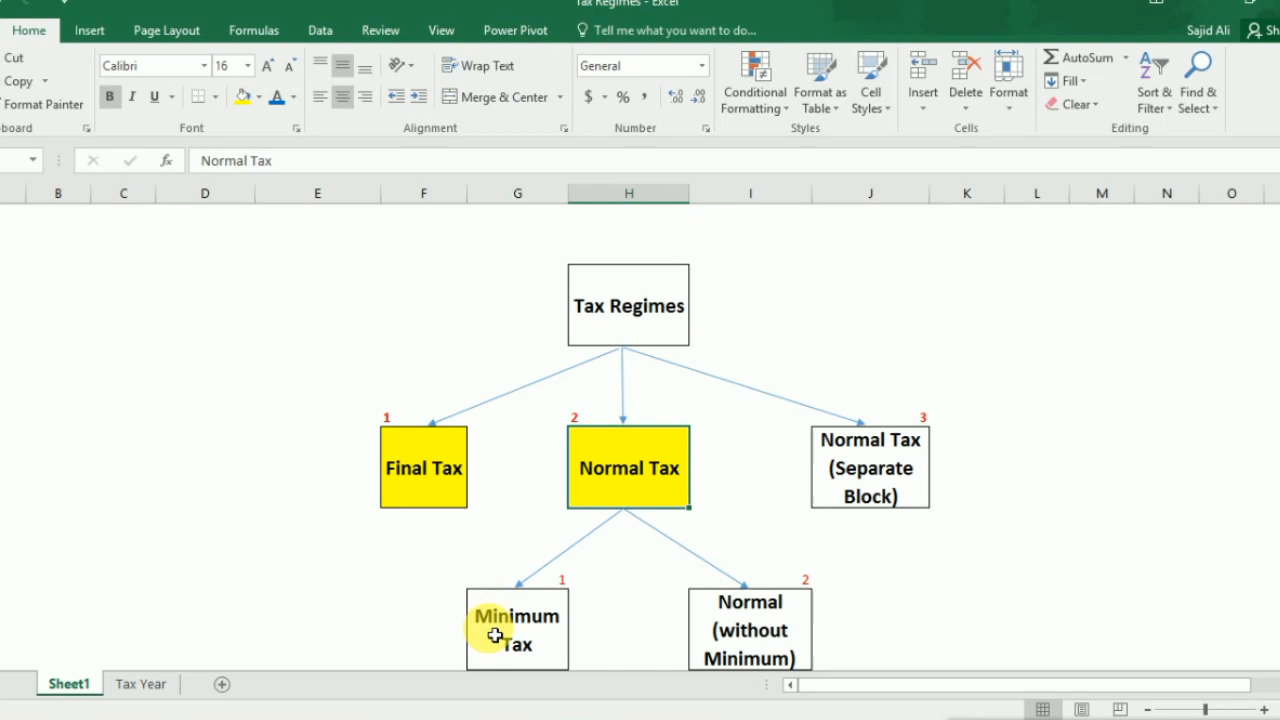 Tax Regimes - Excel
Home Insert Page Layout Formulas Data Review View Power Pivot Tell me what you want to do... Sajid Ali
Cut
Copy
Format Painter
Calibri 16
B I U
Wrap Text
Merge & Center
General
$ % ,
Conditional Formatting
Format as Table
Cell Styles
Insert Delete Format
AutoSum
Fill
Clear
Sort & Filter
Find & Select
Font Alignment Number Styles Cells Editing
fx Normal Tax
B C D E F G H I J K L M N O
Tax Regimes
1 2 3
Final Tax
Normal Tax
Normal Tax
(Separate
Block)
1 2
Minimum
Tax
Normal
(without
Minimum)
Sheet1 Tax Year